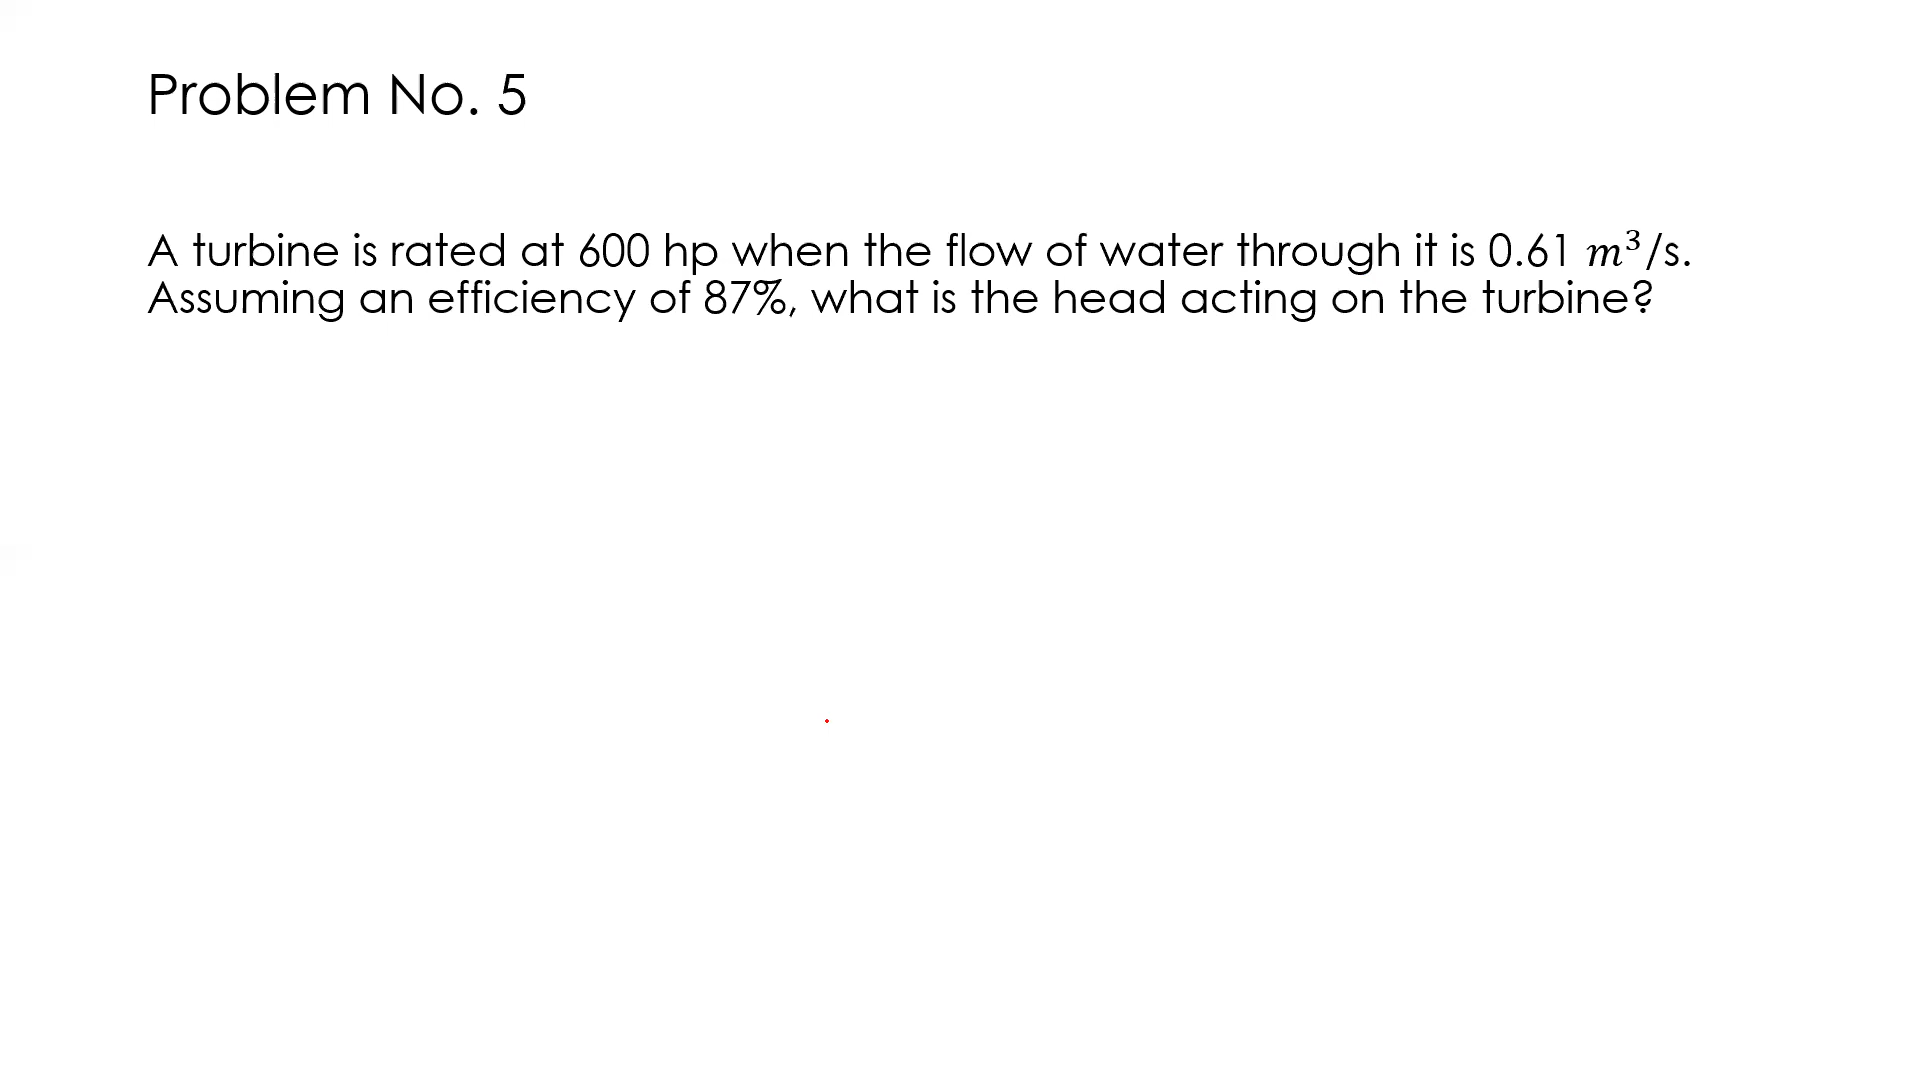 Problem No. 5
A turbine is rated at 600 hp when the flow of water through it is 0.61 m³/s.
Assuming an efficiency of 87%, what is the head acting on the turbine?